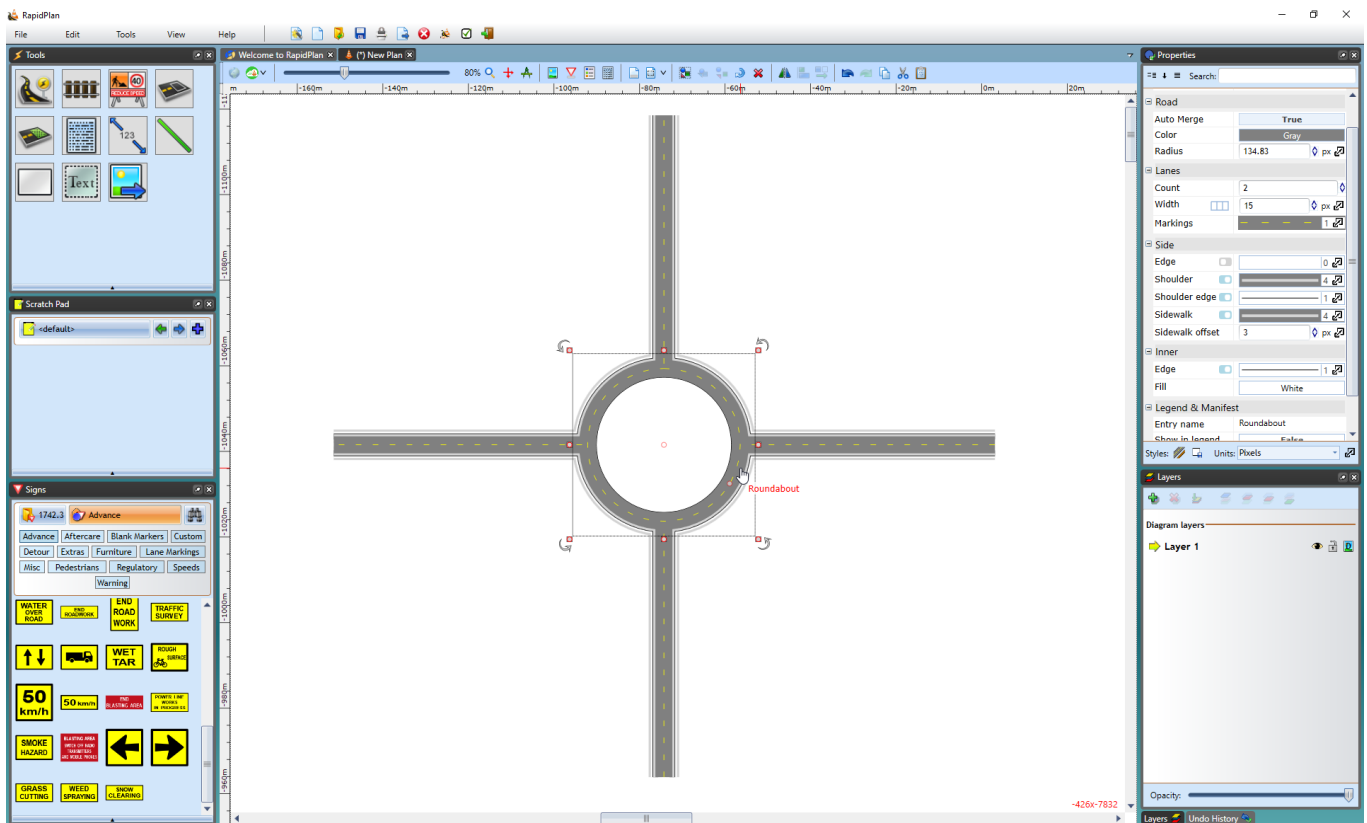 RapidPlan
File Edit Tools View Help
Tools
Welcome to RapidPlan
(*) New Plan
Properties
80%
Search:
m -160m -140m -120m -100m -80m -60m -40m -20m 0m 20m
40
REDUCE SPEED
123
Text
Scratch Pad
<default>
Signs
1742.3 Advance
Advance Aftercare Blank Markers Custom
Detour Extras Furniture Lane Markings
Misc Pedestrians Regulatory Speeds
Warning
WATER OVER ROAD
END ROADWORK
END ROAD WORK
TRAFFIC SURVEY
WET TAR
ROUGH SURFACE
50 km/h
50 km/h
END BLASTING AREA
POWER LINE WORKS IN PROGRESS
SMOKE HAZARD
GRASS CUTTING
WEED SPRAYING
SNOW CLEARING
-1100m
-1080m
-1060m
-1040m
-1020m
-1000m
-980m
-960m
Roundabout
-426x-7832
Road
Auto Merge True
Color Gray
Radius 134.83 px
Lanes
Count 2
Width 15 px
Markings 1
Side
Edge 0
Shoulder 4
Shoulder edge 1
Sidewalk 4
Sidewalk offset 3 px
Inner
Edge 1
Fill White
Legend & Manifest
Entry name Roundabout
Show in legend False
Styles: Units: Pixels
Layers
Diagram layers
Layer 1
Opacity:
Layers Undo History